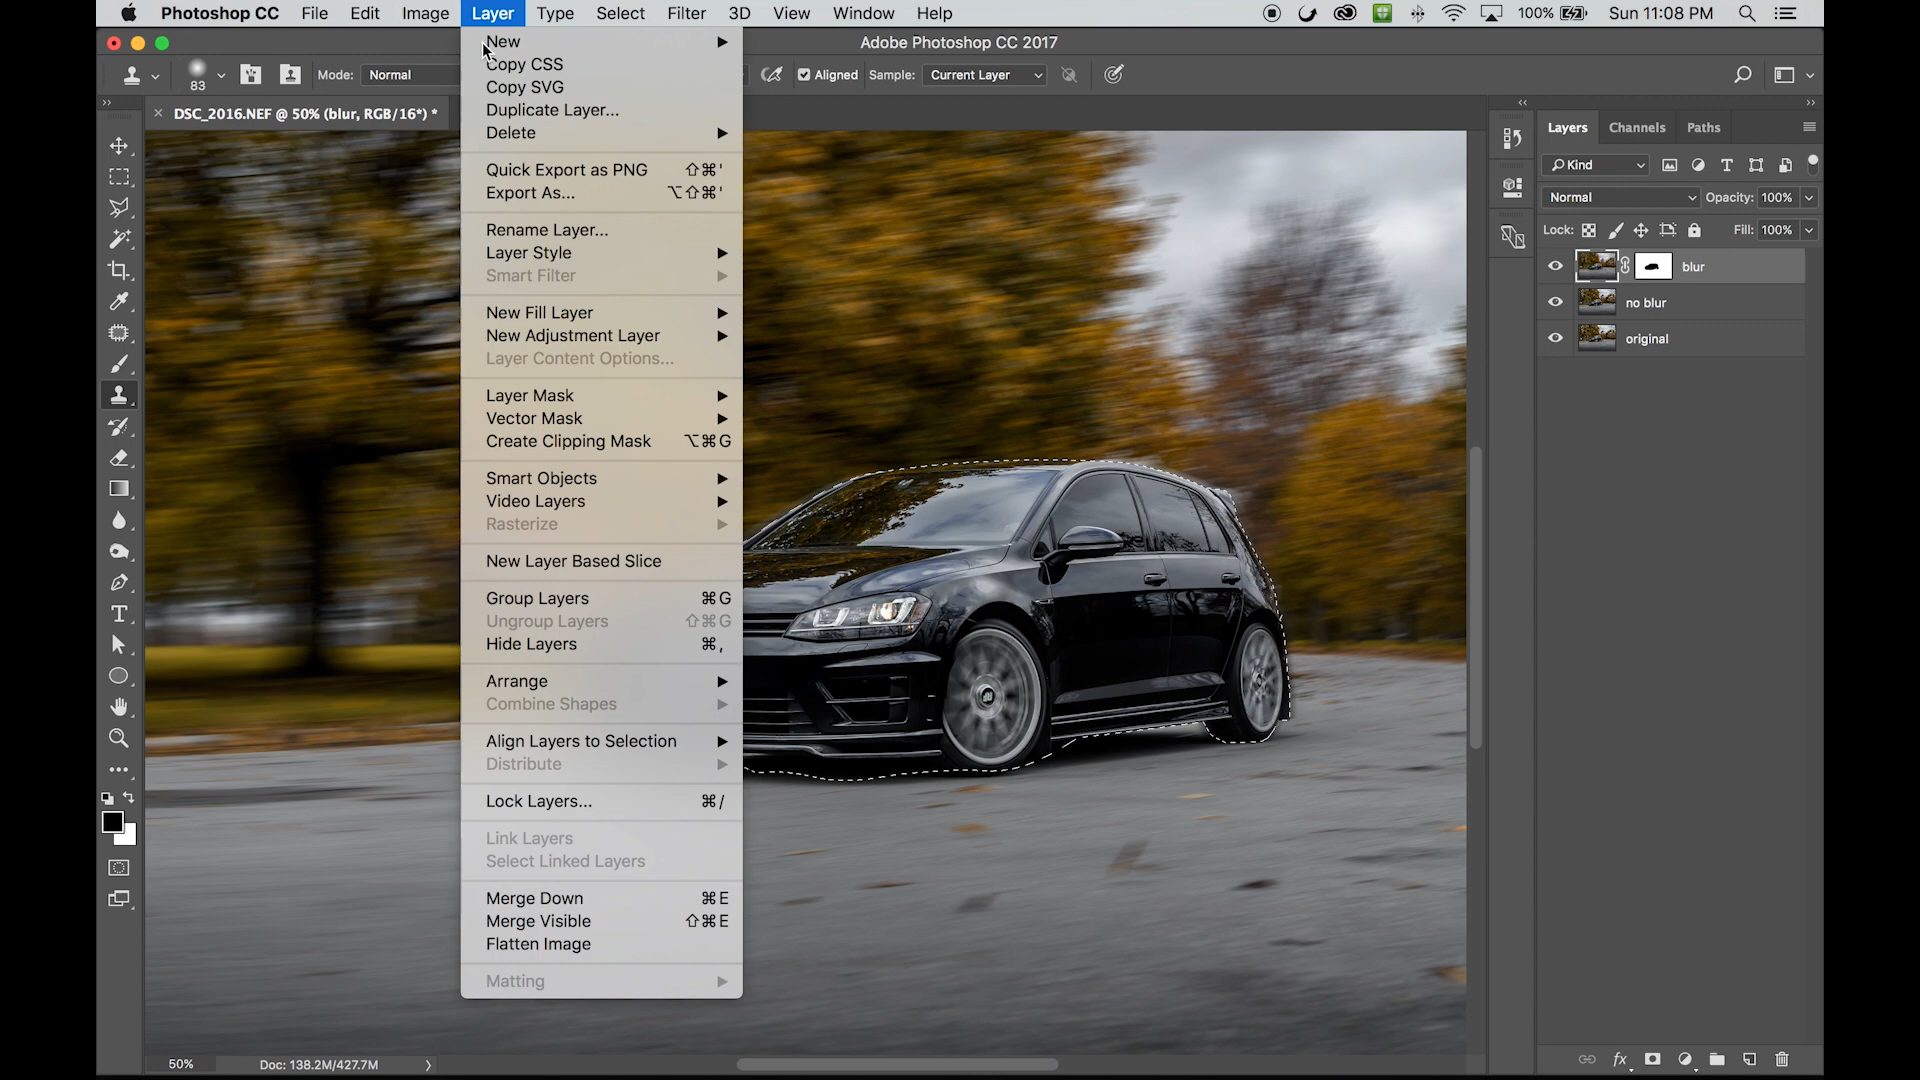 Photoshop CC File Edit Image Layer Type Select Filter 3D View Window Help 100% Sun 11:08 PM
Adobe Photoshop CC 2017
83 Mode: Normal Aligned Sample: Current Layer
DSC_2016.NEF @ 50% (blur, RGB/16*) *
New
Copy CSS
Copy SVG
Duplicate Layer...
Delete
Quick Export as PNG ⇧⌘'
Export As... ⌥⇧⌘'
Rename Layer...
Layer Style
Smart Filter
New Fill Layer
New Adjustment Layer
Layer Content Options...
Layer Mask
Vector Mask
Create Clipping Mask ⌥⌘G
Smart Objects
Video Layers
Rasterize
New Layer Based Slice
Group Layers ⌘G
Ungroup Layers ⇧⌘G
Hide Layers ⌘,
Arrange
Combine Shapes
Align Layers to Selection
Distribute
Lock Layers... ⌘/
Link Layers
Select Linked Layers
Merge Down ⌘E
Merge Visible ⇧⌘E
Flatten Image
Matting
Layers Channels Paths
Kind
Normal Opacity: 100%
Lock: Fill: 100%
blur
no blur
original
fx
50% Doc: 138.2M/427.7M